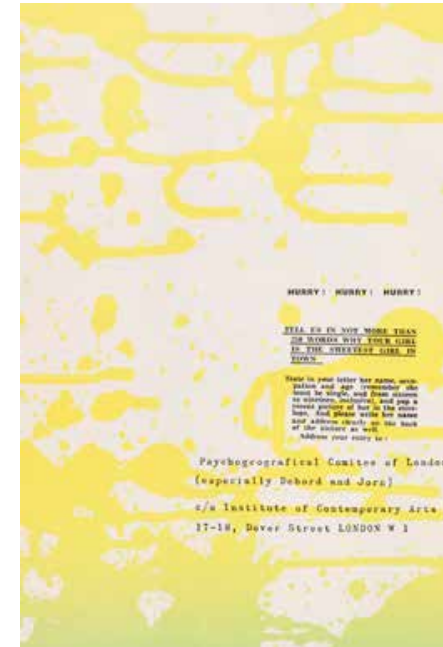 HURRY! HURRY! HURRY!
TELL US IN NOT MORE THAN
250 WORDS WHY YOUR GIRL
IS THE SWEETEST GIRL IN
TOWN
State in your letter her name, occu-
pation and age (remember she
must be single, and from sixteen
to nineteen, inclusive), and pop a
recent picture of her in the enve-
lope. And please write her name
and address clearly on the back
of the picture as well.
Address your entry to:
Psychogeografical Comitee of London
(especially Debord and Jorn)
c/o Institute of Contemporary Arts
17-18, Dover Street LONDON W 1